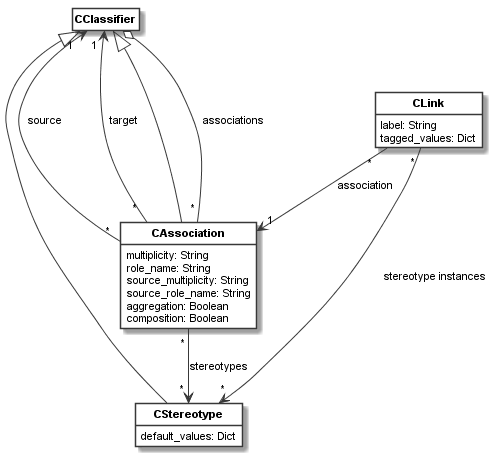 CClassifier
1
1
source
target
associations
CLink
label: String
tagged_values: Dict
*
*
association
*
*
*
1
CAssociation
multiplicity: String
role_name: String
source_multiplicity: String
source_role_name: String
aggregation: Boolean
composition: Boolean
stereotype instances
*
stereotypes
*
*
CStereotype
default_values: Dict